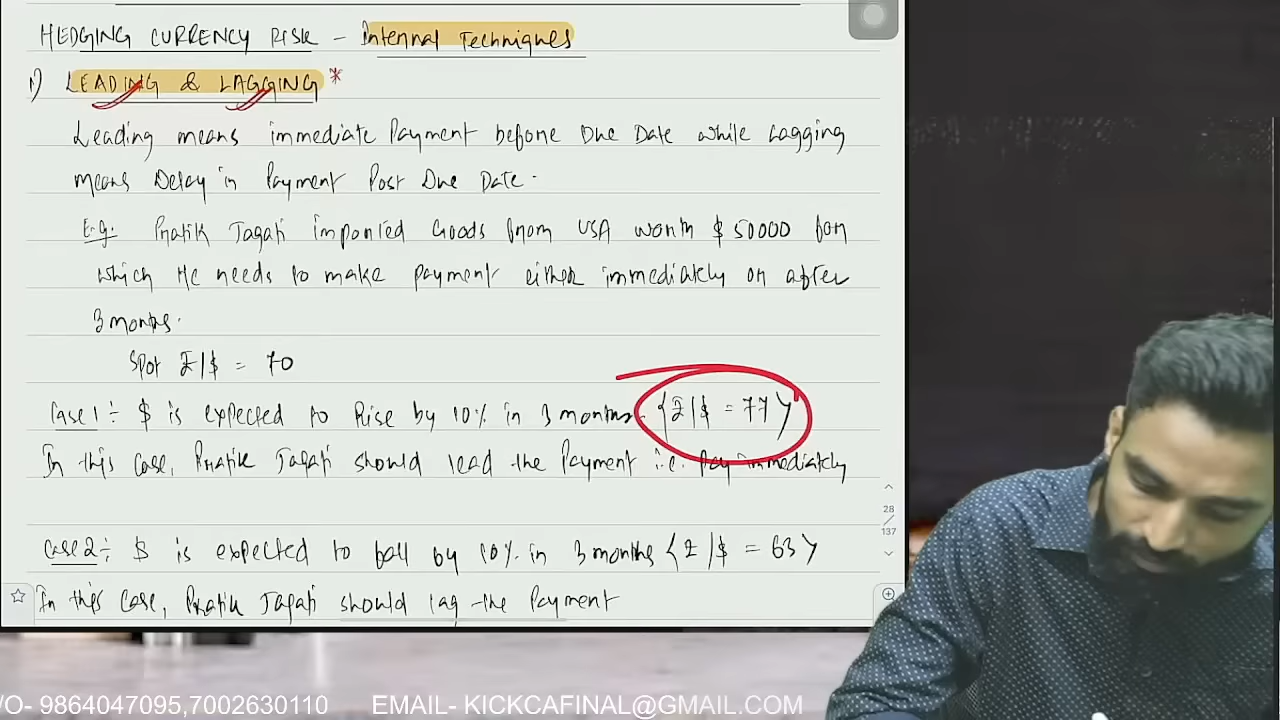 HEDGING CURRENCY RISK - Internal Techniques
1) LEADING & LAGGING *
Leading means immediate Payment before Due Date while Lagging
means Delay in Payment Post Due Date.
E.g. Pratik Jagati imported Goods from USA worth $ 50000 for
which He needs to make payment either immediately or after
3 months.
Spot ₹/$ = 70
Case 1 ÷ $ is expected to Rise by 10% in 3 months. {₹/$ = 77}
In this Case, Pratik Jagati should lead the Payment i.e. Pay immediately
28
/
137
Case 2 ÷ $ is expected to fall by 10% in 3 months {₹/$ = 63}
In this Case, Pratik Jagati should lag the Payment
/O- 9864047095,7002630110 EMAIL- KICKCAFINAL@GMAIL.COM